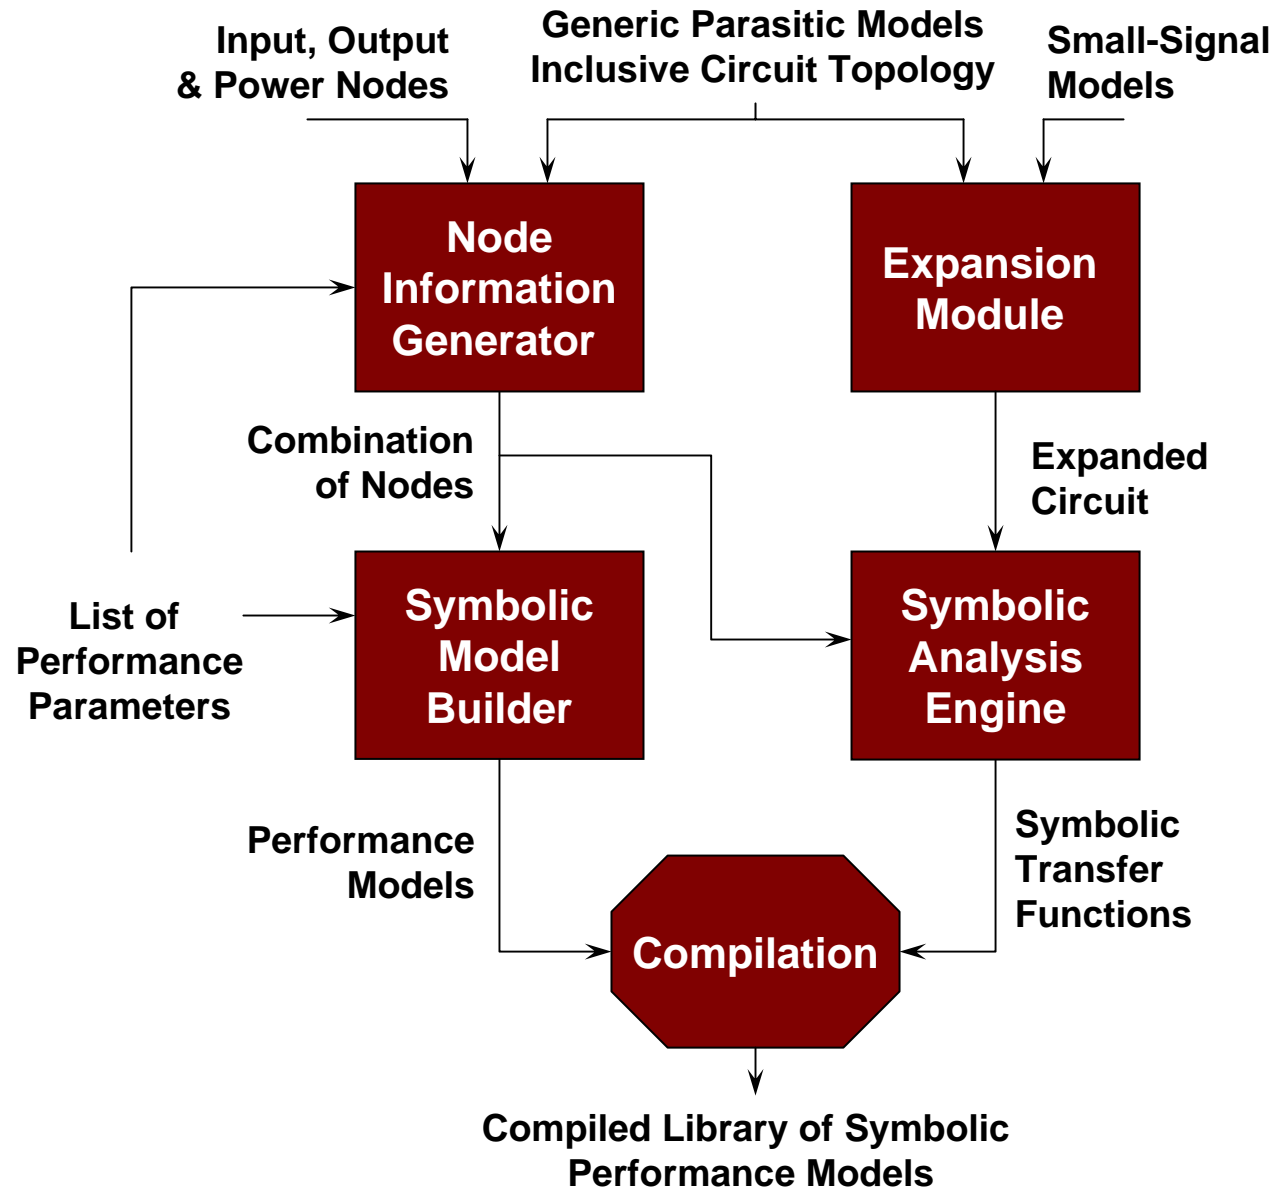 Input, Output
& Power Nodes
Generic Parasitic Models
Inclusive Circuit Topology
Small-Signal
Models
Node
Information
Generator
Expansion
Module
Combination
of Nodes
Expanded
Circuit
List of
Performance
Parameters
Symbolic
Model
Builder
Symbolic
Analysis
Engine
Performance
Models
Symbolic
Transfer
Functions
Compilation
Compiled Library of Symbolic
Performance Models